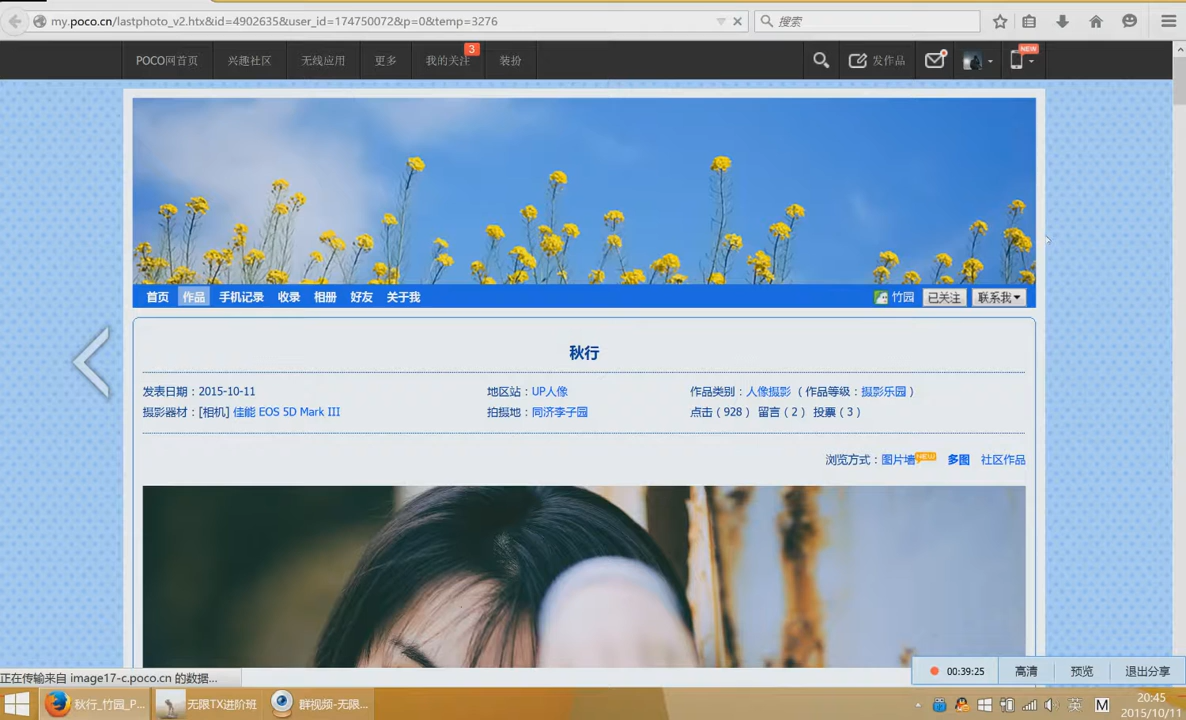 my.poco.cn/lastphoto_v2.htx&id=4902635&user_id=174750072&p=0&temp=3276
搜索
POCO网首页 兴趣社区 无线应用 更多 我的关注 3 装扮 发作品 NEW
首页 作品 手机记录 收录 相册 好友 关于我 竹园 已关注 联系我
秋行
发表日期：2015-10-11 地区站：UP人像 作品类别：人像摄影（作品等级：摄影乐园）
摄影器材：[相机] 佳能 EOS 5D Mark III 拍摄地：同济李子园 点击（928） 留言（2） 投票（3）
浏览方式：图片墙 NEW 多图 社区作品
00:39:25 高清 预览 退出分享
正在传输来自 image17-c.poco.cn 的数据...
秋行_竹园_P... 无限TX进阶班 群视频-无限... 英 M 20:45
2015/10/11